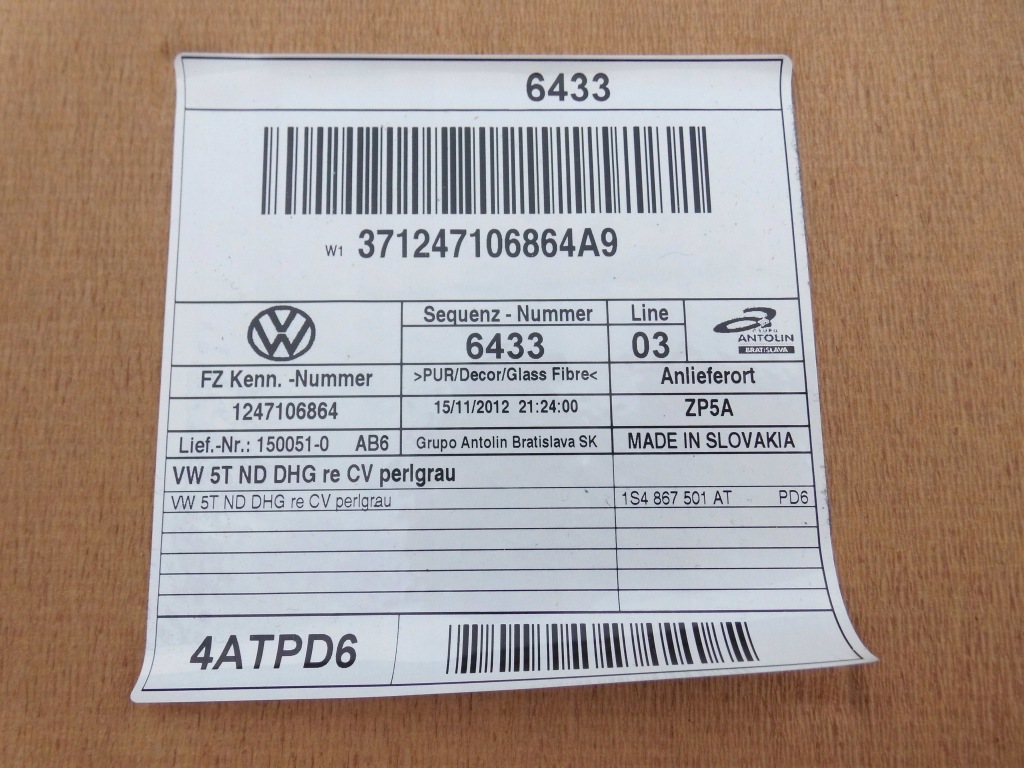 6433
W1 371247106864A9
Sequenz - Nummer Line
6433 03 GRUPO ANTOLIN BRATISLAVA
FZ Kenn. -Nummer >PUR/Decor/Glass Fibre< Anlieferort
1247106864 15/11/2012 21:24:00 ZP5A
Lief.-Nr.: 150051-0 AB6 Grupo Antolin Bratislava SK MADE IN SLOVAKIA
VW 5T ND DHG re CV perlgrau
VW 5T ND DHG re CV perlgrau 1S4 867 501 AT PD6
4ATPD6